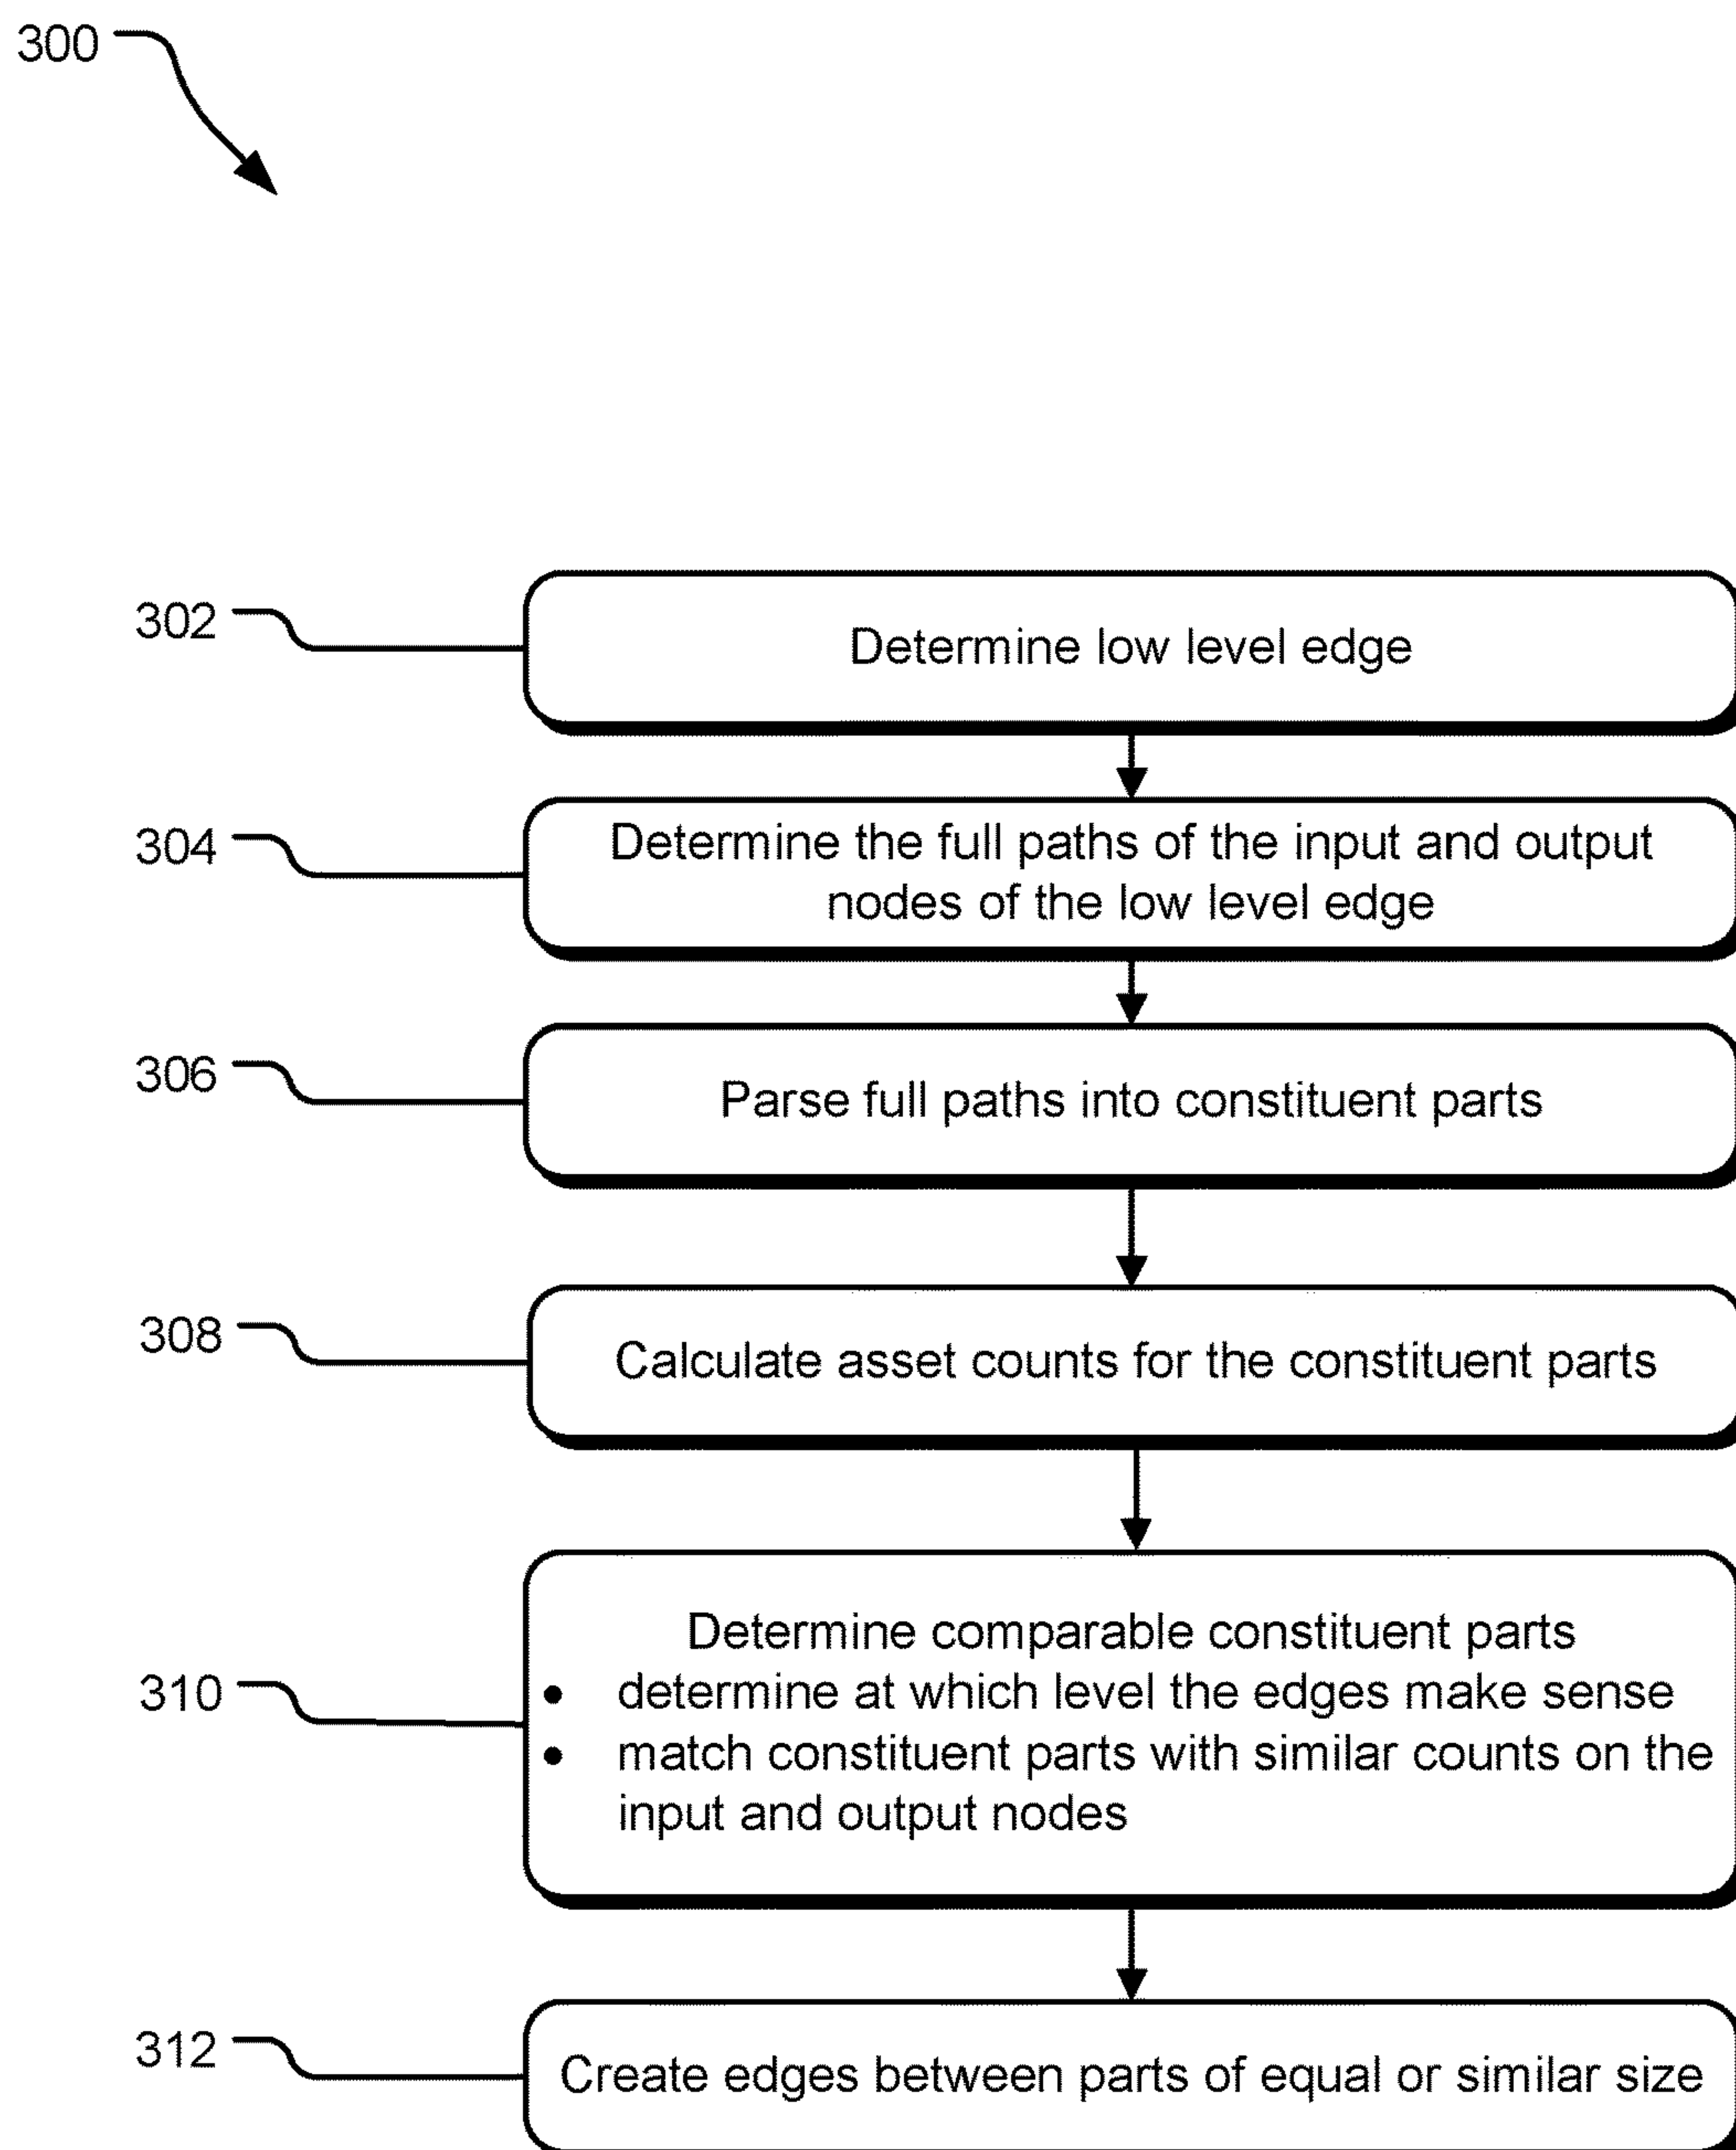 300
302
Determine low level edge
304
Determine the full paths of the input and output
nodes of the low level edge
306
Parse full paths into constituent parts
308
Calculate asset counts for the constituent parts
310
Determine comparable constituent parts
• determine at which level the edges make sense
• match constituent parts with similar counts on the
input and output nodes
312
Create edges between parts of equal or similar size